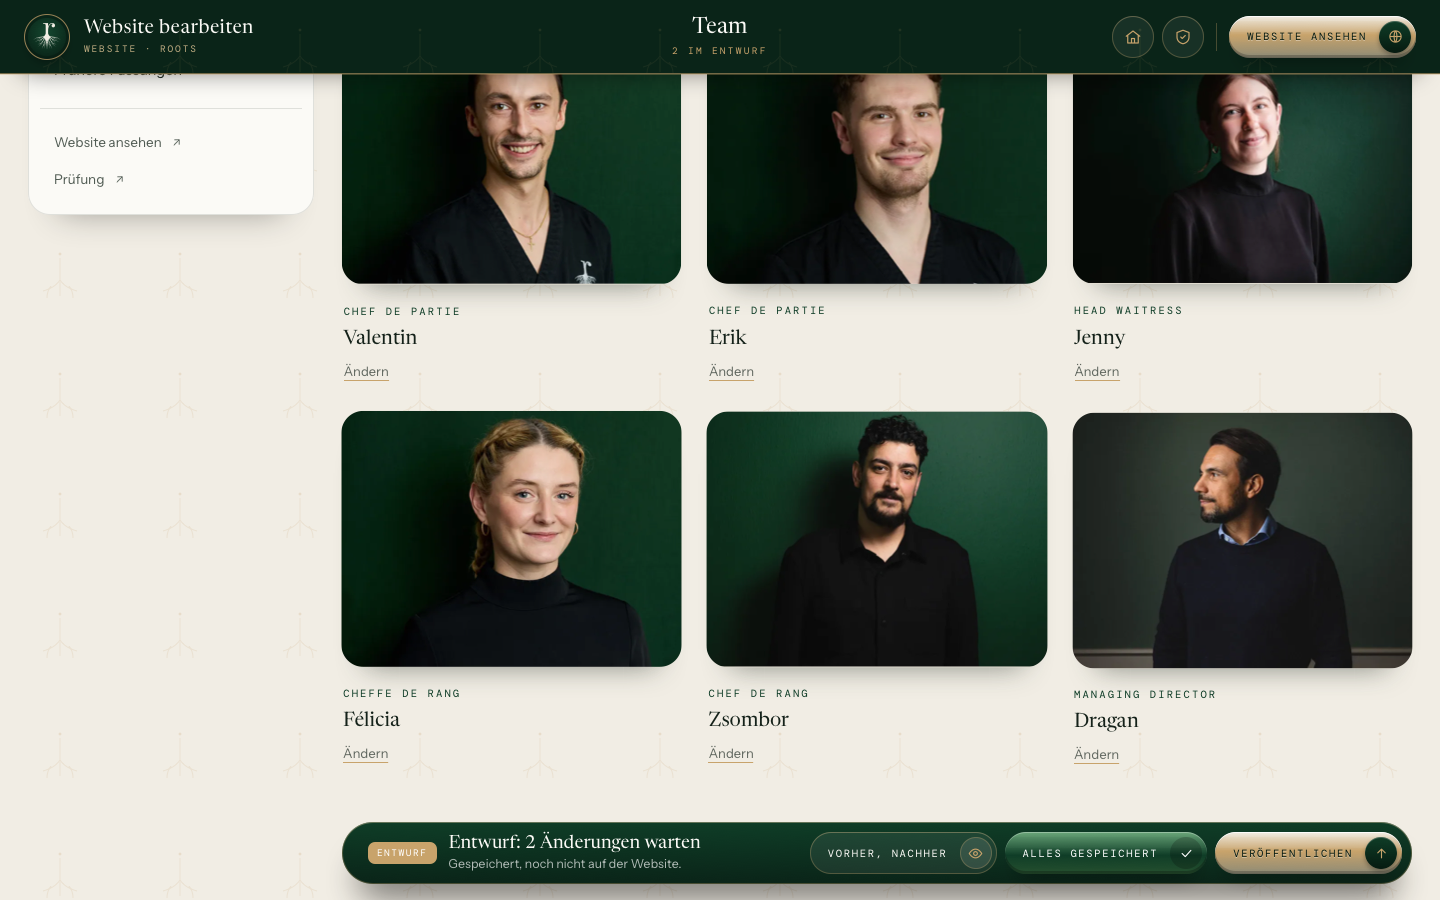 r
Website bearbeiten
WEBSITE · ROOTS
Team
2 IM ENTWURF
WEBSITE ANSEHEN
Website ansehen
Prüfung
CHEF DE PARTIE
Valentin
Ändern
CHEF DE PARTIE
Erik
Ändern
HEAD WAITRESS
Jenny
Ändern
CHEFFE DE RANG
Félicia
Ändern
CHEF DE RANG
Zsombor
Ändern
MANAGING DIRECTOR
Dragan
Ändern
ENTWURF
Entwurf: 2 Änderungen warten
Gespeichert, noch nicht auf der Website.
VORHER, NACHHER
ALLES GESPEICHERT
VERÖFFENTLICHEN